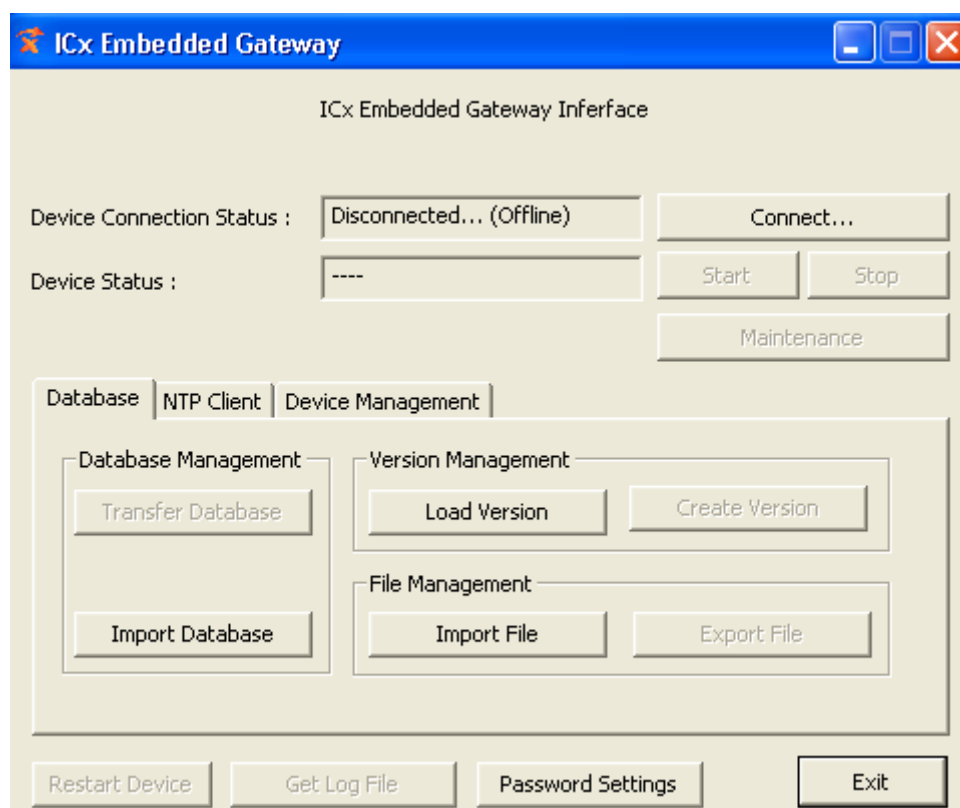 ICx Embedded Gateway
ICx Embedded Gateway Inferface
Device Connection Status :
Disconnected... (Offline)
Connect...
Device Status :
----
Start
Stop
Maintenance
Database
NTP Client
Device Management
Database Management
Version Management
Transfer Database
Load Version
Create Version
File Management
Import Database
Import File
Export File
Restart Device
Get Log File
Password Settings
Exit